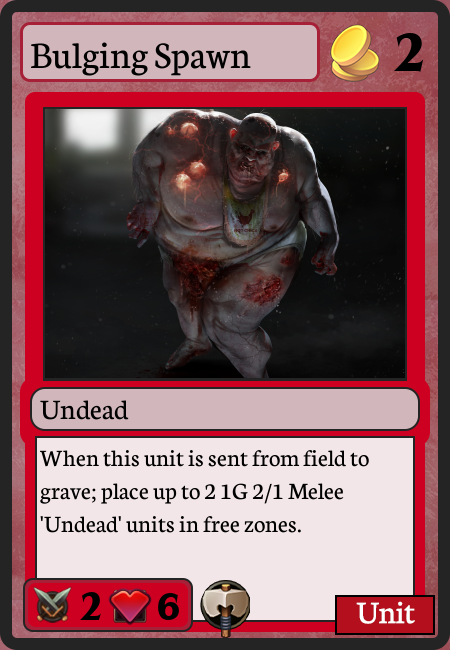 Bulging Spawn
2
Undead
When this unit is sent from field to
grave; place up to 2 1G 2/1 Melee
'Undead' units in free zones.
2 6
Unit